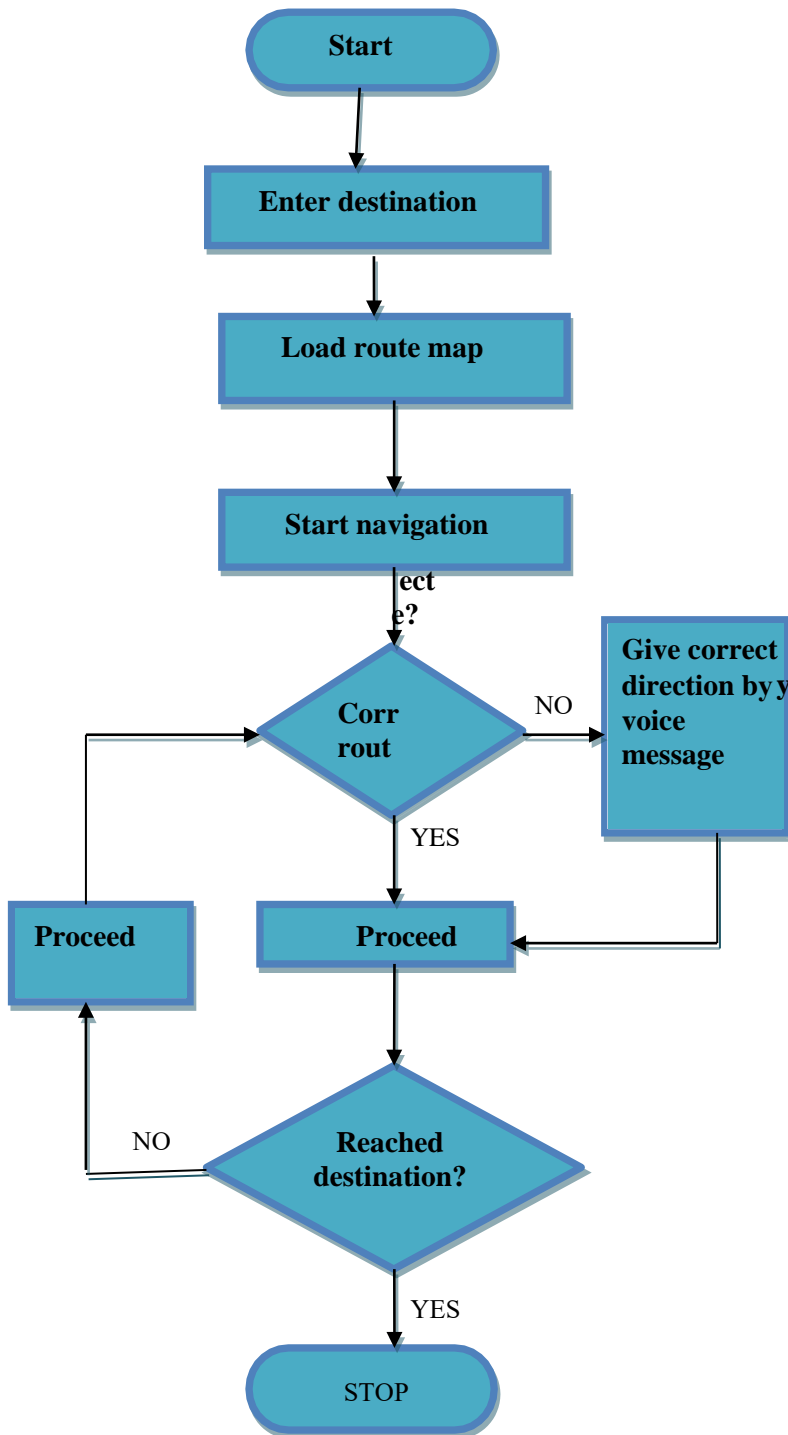 Start
Enter destination
Load route map
Start navigation
ect
e?
Corr
rout
NO
Give correct
direction by y
voice
message
YES
Proceed
Proceed
NO
Reached
destination?
YES
STOP